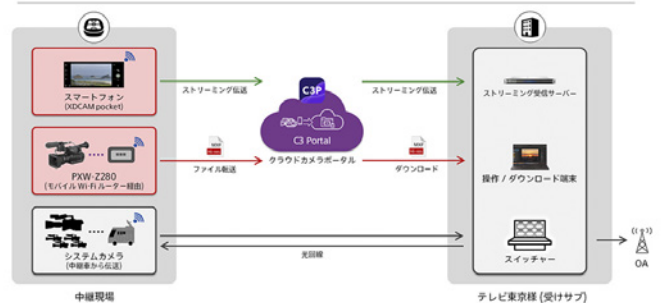 スマートフォン
(XDCAM pocket)
ストリーミング伝送
C3P
C3 Portal
クラウドカメラポータル
ストリーミング伝送
ストリーミング受信サーバー
PXW-Z280
(モバイル Wi-Fi ルーター経由)
MXF
ファイル転送
MXF
ダウンロード
操作 / ダウンロード端末
システムカメラ
(中継車から伝送)
光回線
スイッチャー
OA
中継現場
テレビ東京様 (受けサブ)